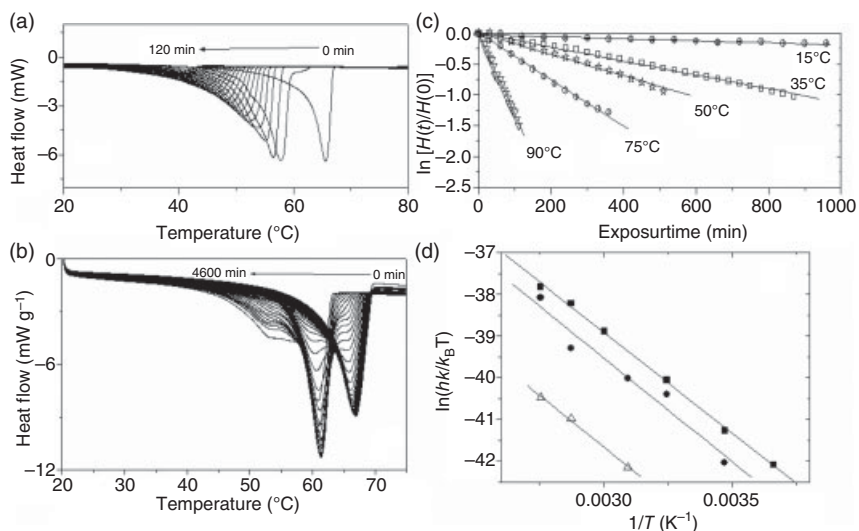 (a)
120 min
0 min
0
−3
−6
Heat flow (mW)
20
40
60
80
Temperature (°C)
(b)
4600 min
0 min
0
−6
−12
Heat flow (mW g−1)
20
30
40
50
60
70
Temperature (°C)
(c)
0.0
−0.5
−1.0
−1.5
−2.0
−2.5
ln [H(t)/H(0)]
15°C
35°C
50°C
75°C
90°C
0
200
400
600
800
1000
Exposurtime (min)
(d)
−37
−38
−39
−40
−41
−42
ln(hk/kBT)
0.0030
0.0035
1/T (K−1)